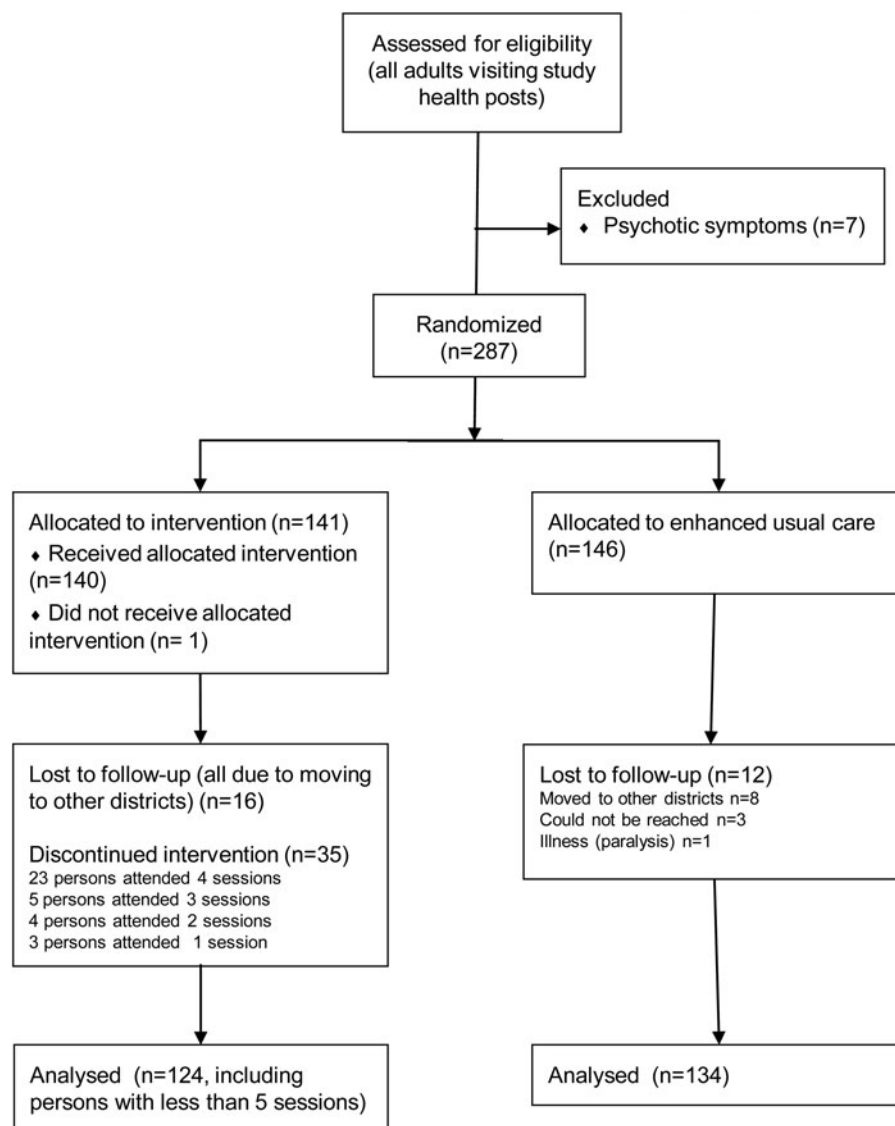 Assessed for eligibility
(all adults visiting study
health posts)
Excluded
♦ Psychotic symptoms (n=7)
Randomized
(n=287)
Allocated to intervention (n=141)
♦ Received allocated intervention
(n=140)
♦ Did not receive allocated
intervention (n= 1)
Allocated to enhanced usual care
(n=146)
Lost to follow-up (all due to moving
to other districts) (n=16)
Discontinued intervention (n=35)
23 persons attended 4 sessions
5 persons attended 3 sessions
4 persons attended 2 sessions
3 persons attended 1 session
Lost to follow-up (n=12)
Moved to other districts n=8
Could not be reached n=3
Illness (paralysis) n=1
Analysed (n=124, including
persons with less than 5 sessions)
Analysed (n=134)